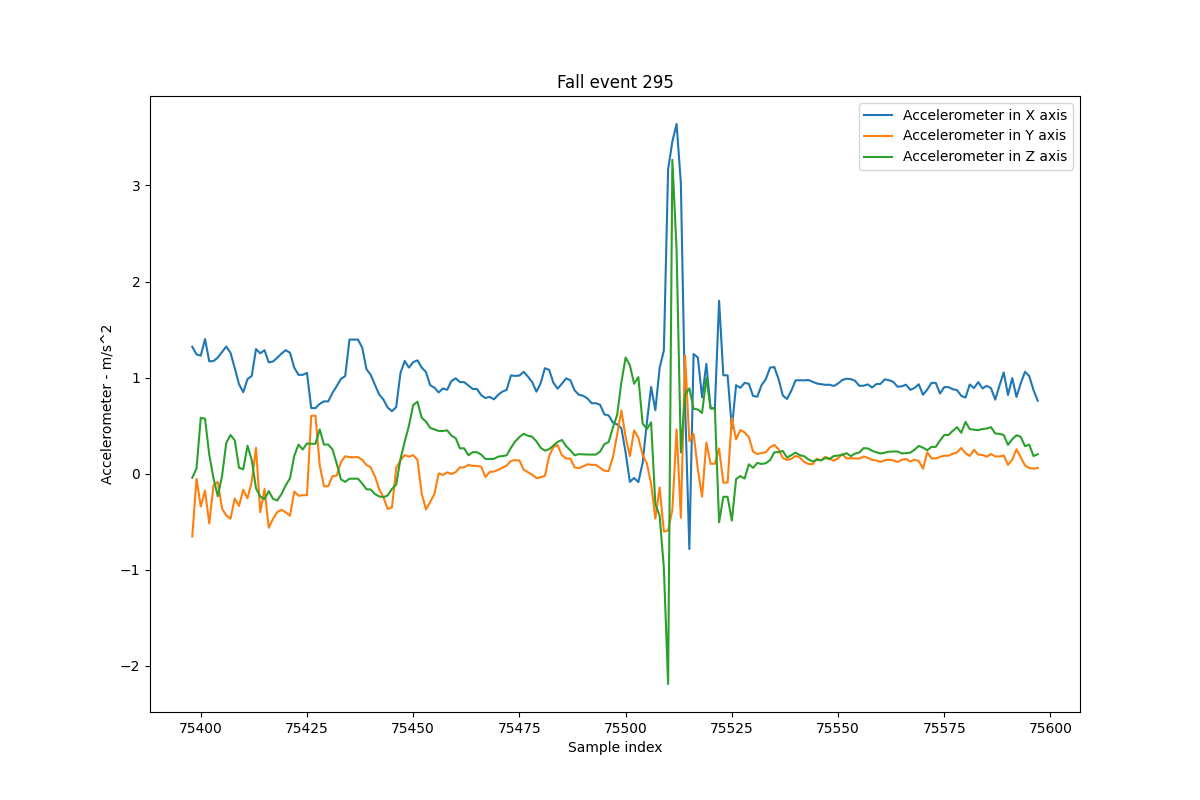 Fall event 295
Accelerometer in X axis
Accelerometer in Y axis
Accelerometer in Z axis
Accelerometer - m/s^2
3
2
1
0
−1
−2
75400 75425 75450 75475 75500 75525 75550 75575 75600
Sample index